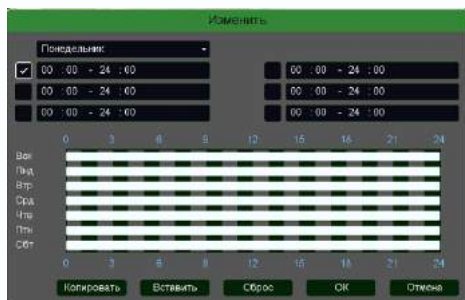 Изменить
Понедельник
00 :00 - 24 :00 00 :00 - 24 :00
00 :00 - 24 :00 00 :00 - 24 :00
00 :00 - 24 :00 00 :00 - 24 :00
0 3 6 9 12 15 18 21 24
Вск
Пнд
Втр
Срд
Чтв
Птн
Сбт
0 3 6 9 12 15 18 21 24
Копировать Вставить Сброс OK Отмена